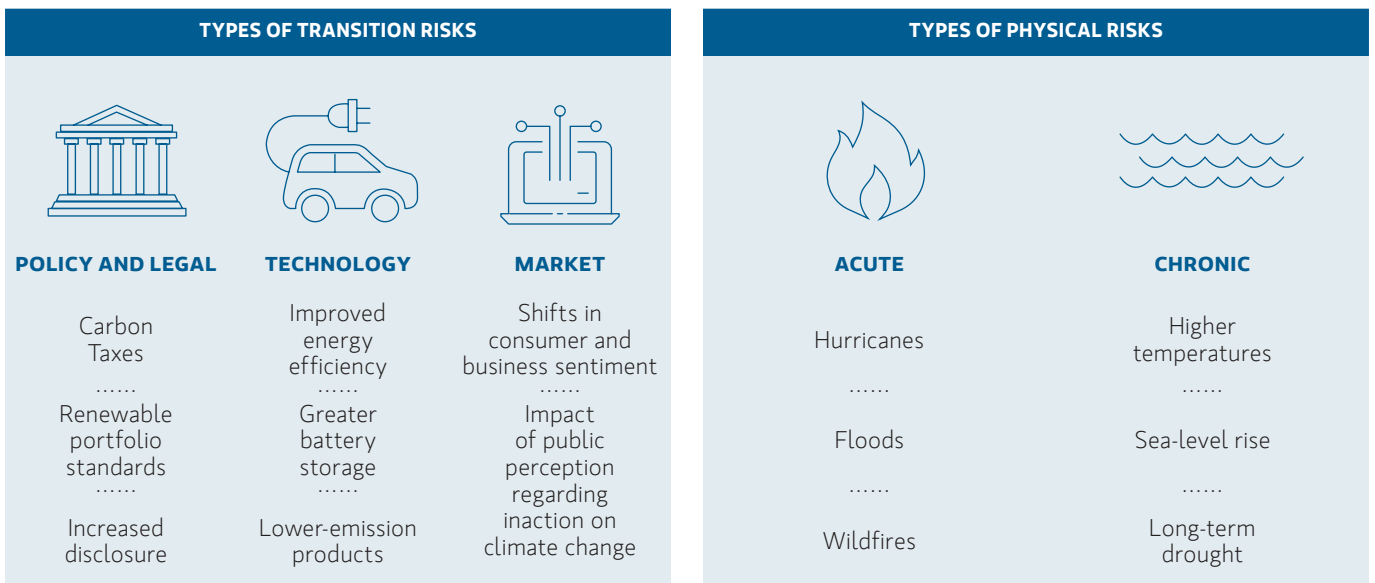 TYPES OF TRANSITION RISKS
POLICY AND LEGAL
Carbon
Taxes
......
Renewable
portfolio
standards
......
Increased
disclosure
TECHNOLOGY
Improved
energy
efficiency
......
Greater
battery
storage
......
Lower-emission
products
MARKET
Shifts in
consumer and
business sentiment
......
Impact
of public
perception
regarding
inaction on
climate change
TYPES OF PHYSICAL RISKS
ACUTE
Hurricanes
......
Floods
......
Wildfires
CHRONIC
Higher
temperatures
......
Sea-level rise
......
Long-term
drought